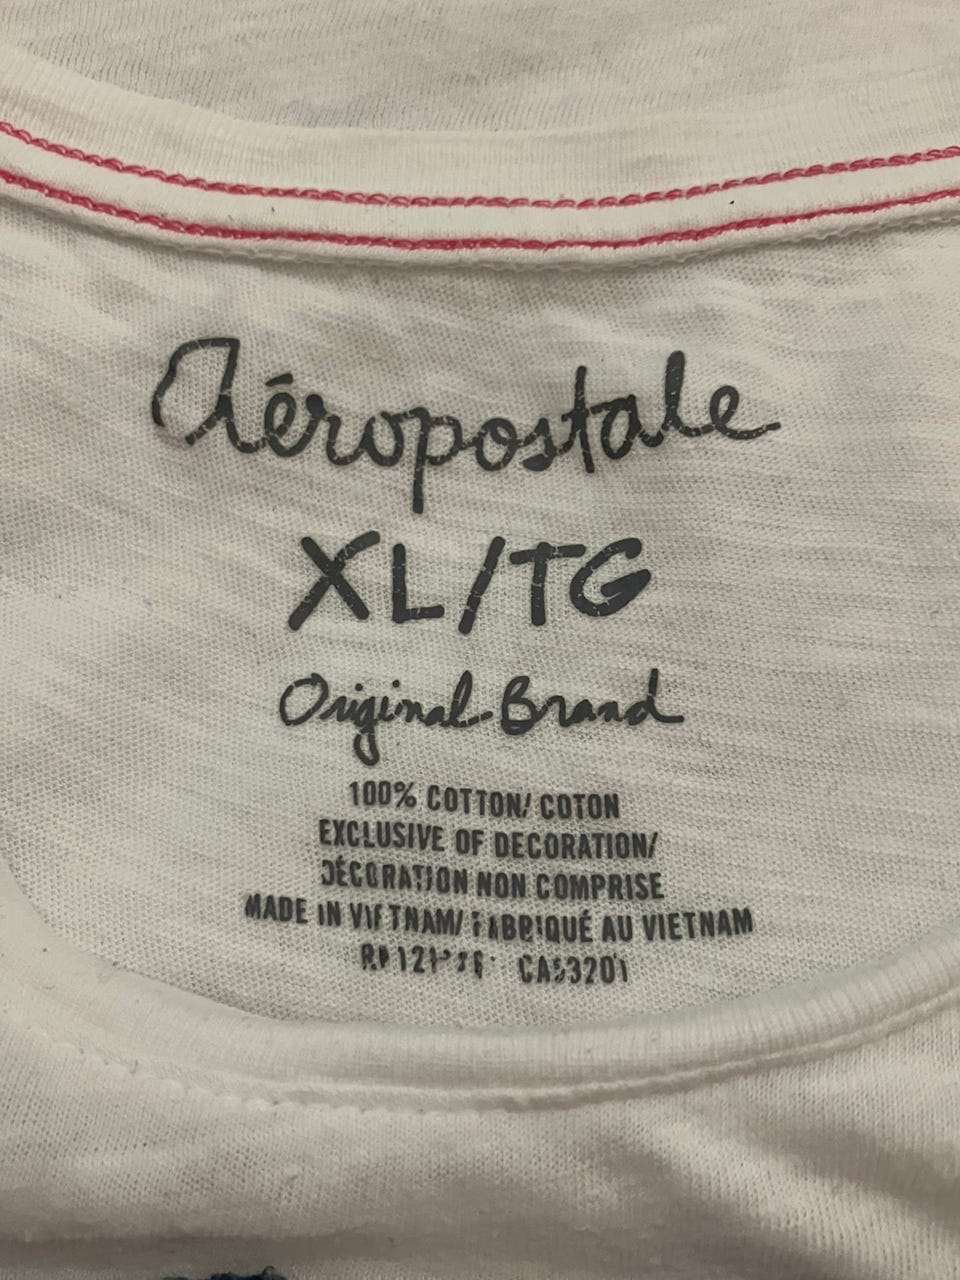 aéropostale
XL/TG
Original Brand
100% COTTON/ COTON
EXCLUSIVE OF DECORATION/
DÉCORATION NON COMPRISE
MADE IN VIETNAM/ FABRIQUÉ AU VIETNAM
CA53201